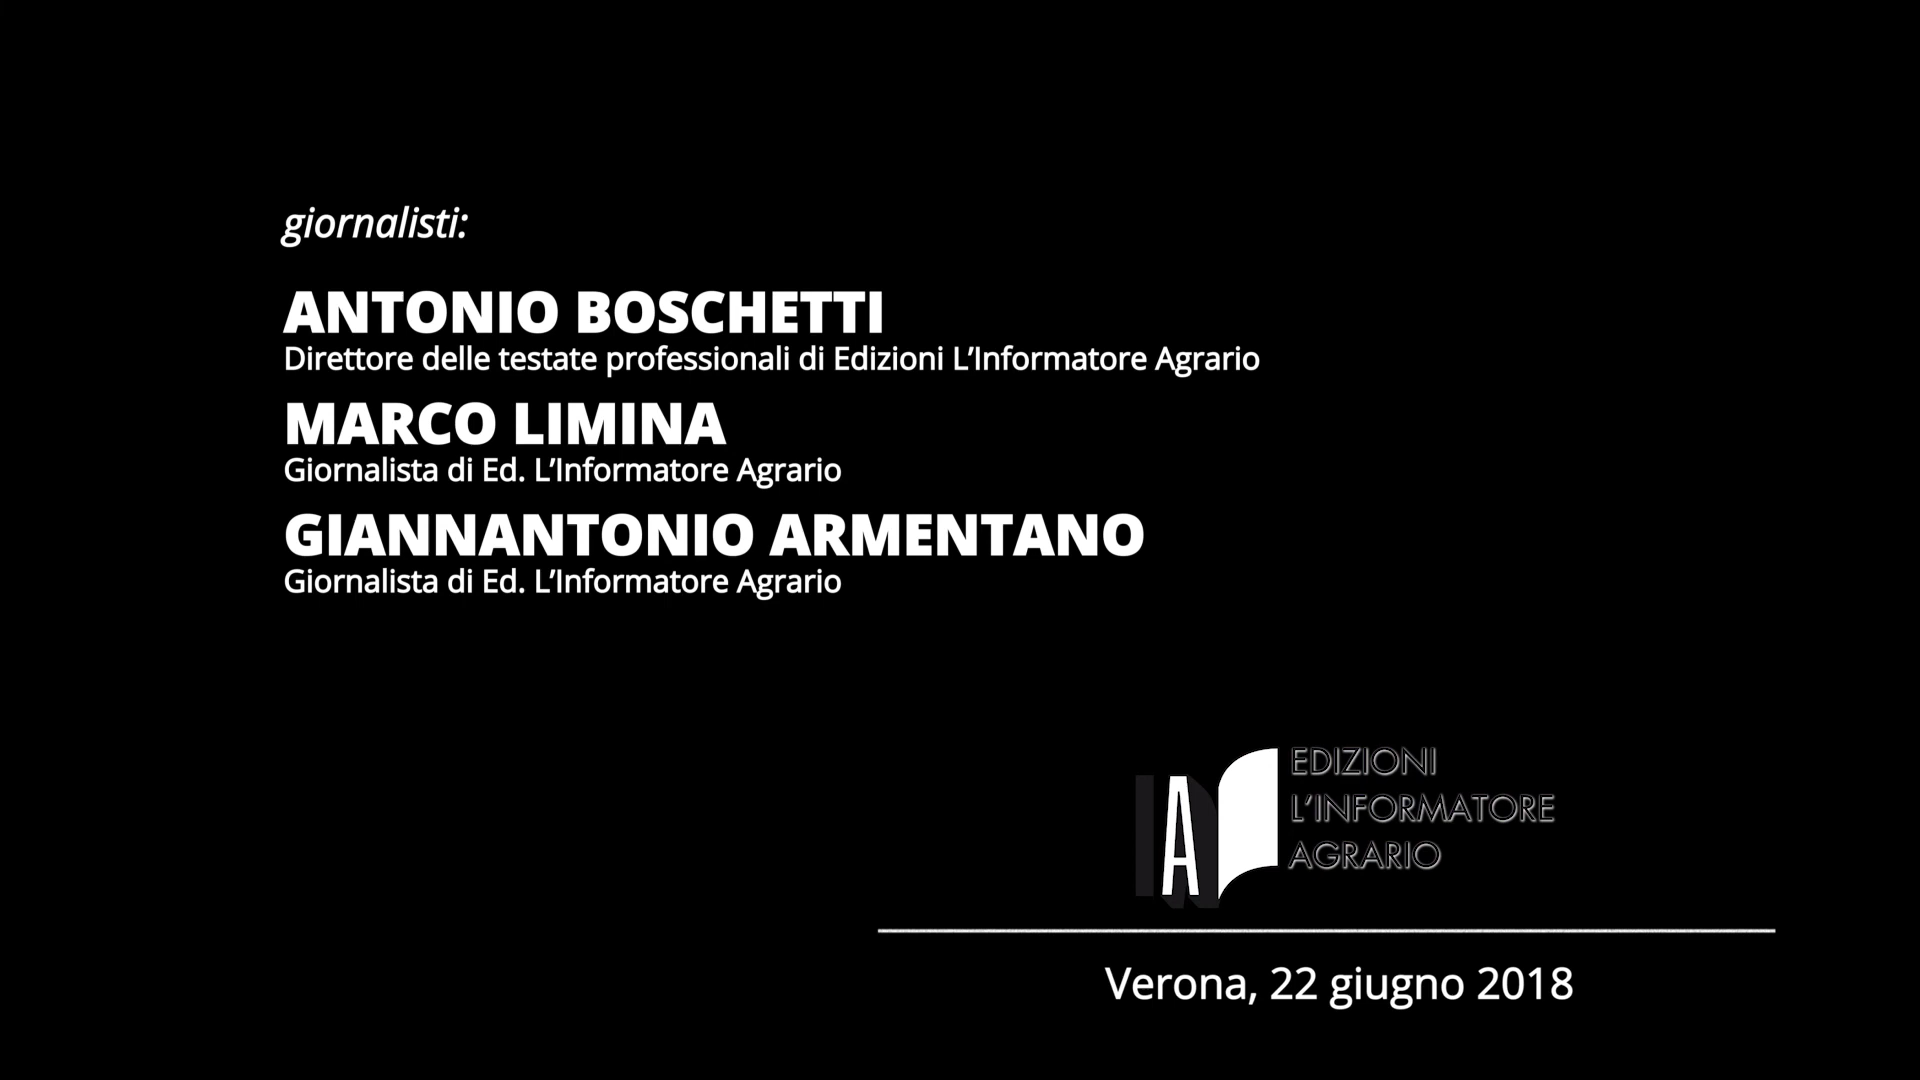 giornalisti:
ANTONIO BOSCHETTI
Direttore delle testate professionali di Edizioni L’Informatore Agrario
MARCO LIMINA
Giornalista di Ed. L’Informatore Agrario
GIANNANTONIO ARMENTANO
Giornalista di Ed. L’Informatore Agrario
IA
EDIZIONI
L’INFORMATORE
AGRARIO
Verona, 22 giugno 2018